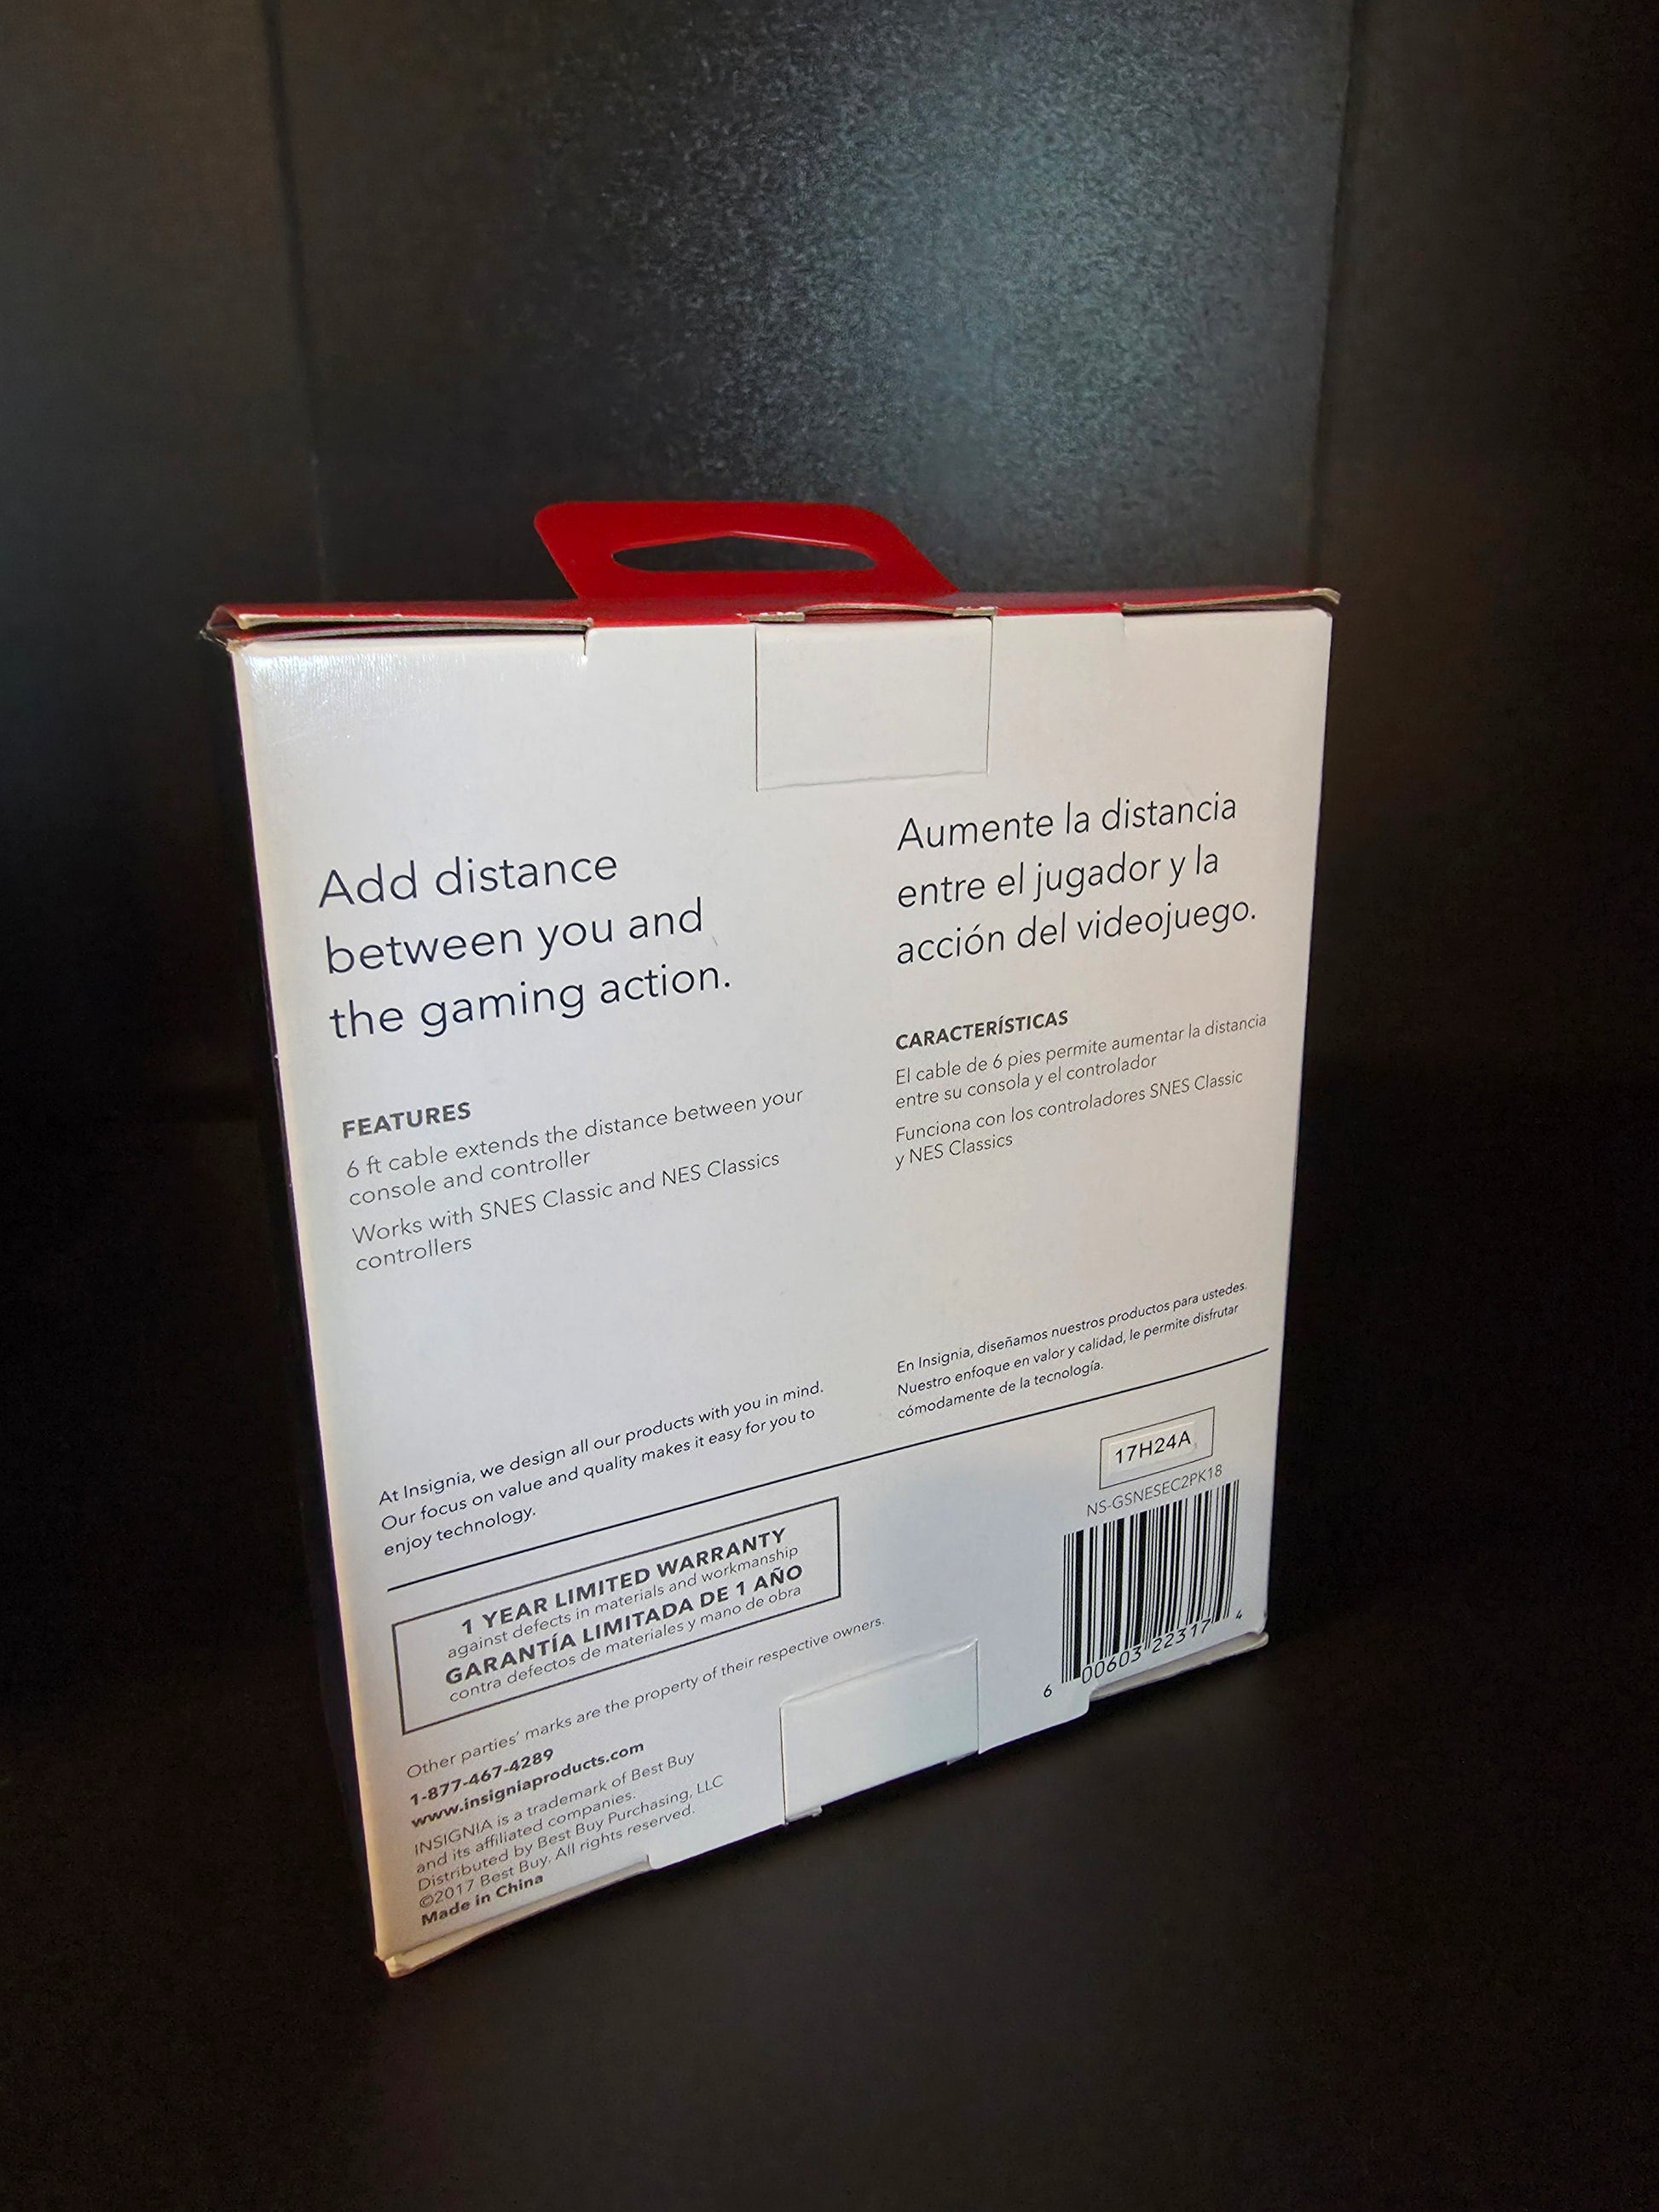 Add distance
between you and
the gaming action.
FEATURES
6 ft cable extends the distance between your
console and controller
Works with SNES Classic and NES Classics
controllers
At Insignia, we design all our products with you in mind.
Our focus on value and quality makes it easy for you to
enjoy technology.
Aumente la distancia
entre el jugador y la
acción del videojuego.
CARACTERÍSTICAS
El cable de 6 pies permite aumentar la distancia
entre su consola y el controlador
Funciona con los controladores SNES Classic
y NES Classics
En Insignia, diseñamos nuestros productos para ustedes.
Nuestro enfoque en valor y calidad, le permite disfrutar
cómodamente de la tecnología.
1 YEAR LIMITED WARRANTY
against defects in materials and workmanship
GARANTÍA LIMITADA DE 1 AÑO
contra defectos de materiales y mano de obra
Other parties' marks are the property of their respective owners.
1-877-467-4289
www.insigniaproducts.com
INSIGNIA is a trademark of Best Buy
and its affiliated companies.
Distributed by Best Buy Purchasing, LLC
©2017 Best Buy. All rights reserved.
Made in China
17H24A
NS-GSNESEC2PK18
6 00603 22317 4